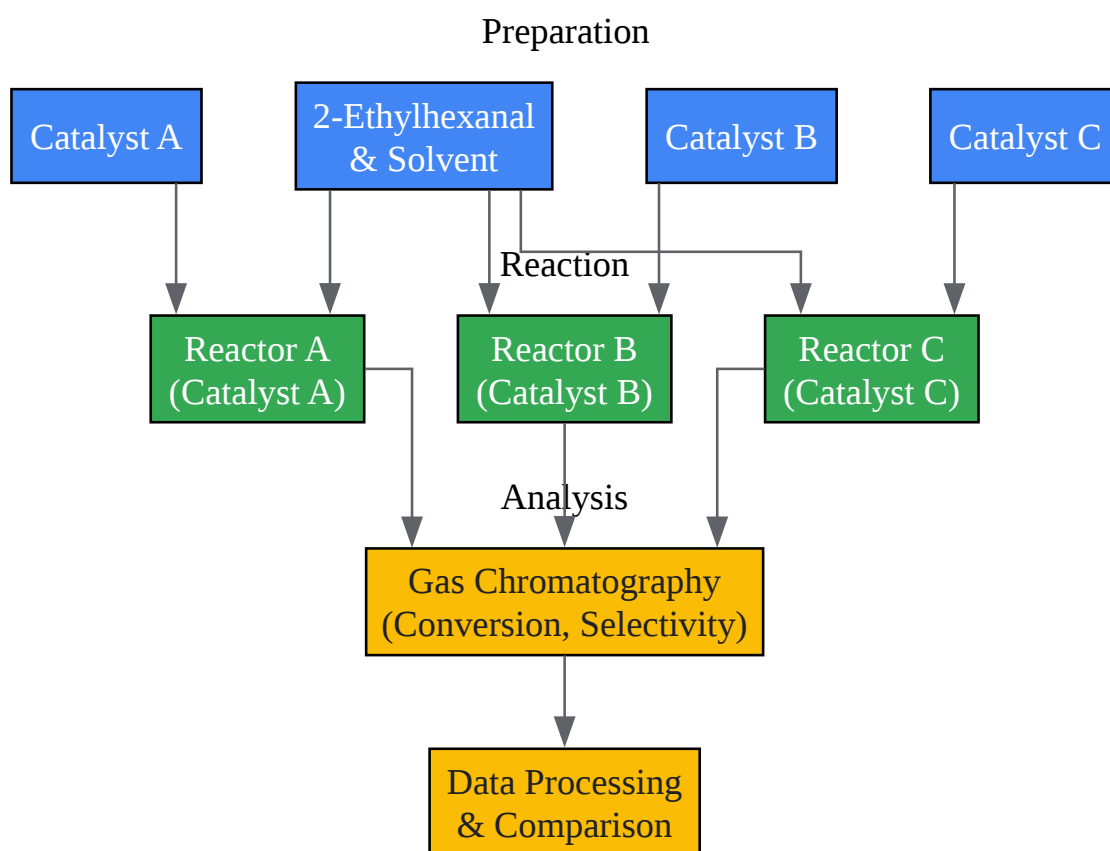 Preparation
Catalyst A
2-Ethylhexanal
& Solvent
Catalyst B
Catalyst C
Reaction
Reactor A
(Catalyst A)
Reactor B
(Catalyst B)
Reactor C
(Catalyst C)
Analysis
Gas Chromatography
(Conversion, Selectivity)
Data Processing
& Comparison